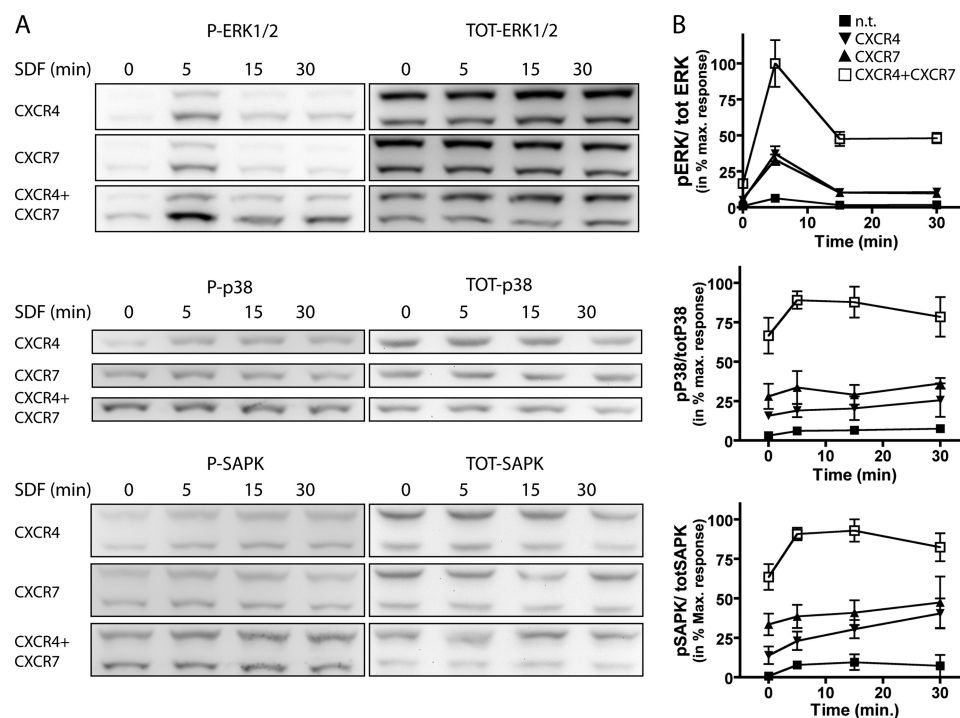 A
P-ERK1/2 TOT-ERK1/2
SDF (min) 0 5 15 30 0 5 15 30
CXCR4
CXCR7
CXCR4+
CXCR7
P-p38 TOT-p38
SDF (min) 0 5 15 30 0 5 15 30
CXCR4
CXCR7
CXCR4+
CXCR7
P-SAPK TOT-SAPK
SDF (min) 0 5 15 30 0 5 15 30
CXCR4
CXCR7
CXCR4+
CXCR7
B
n.t.
CXCR4
CXCR7
CXCR4+CXCR7
pERK/ tot ERK
(in % max. response)
100
75
50
25
0
0 10 20 30
Time (min)
pP38/totP38
(in % max. response)
100
75
50
25
0
0 10 20 30
Time (min)
pSAPK/ totSAPK
(in % Max. response)
100
75
50
25
0
0 10 20 30
Time (min.)